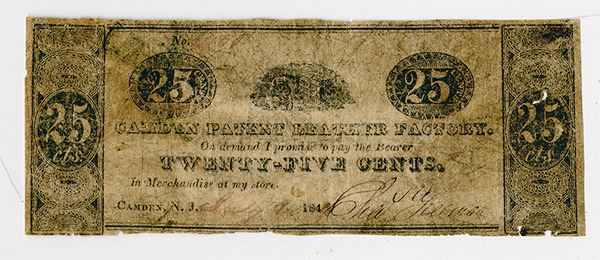 No.
25 25
25 cts. 25 cts.
CAMDEN PATENT LEATHER FACTORY.
On demand I promise to pay the Bearer
TWENTY-FIVE CENTS.
In Merchandise at my store.
CAMDEN, N. J. 184